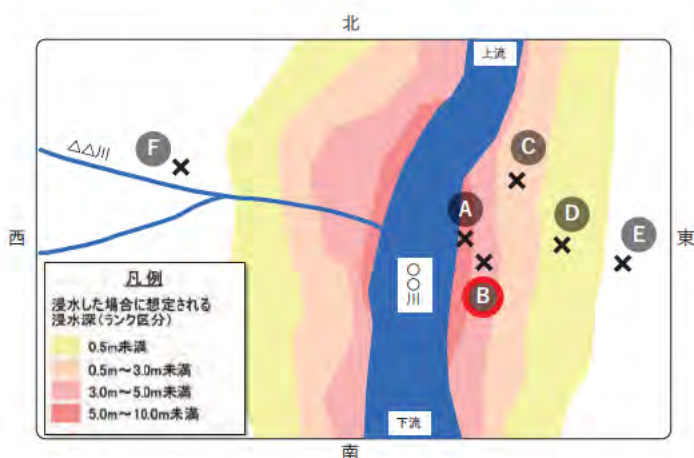 北
上流
△△川
F
C
A
D
E
西
東
B
〇〇川
凡例
浸水した場合に想定される
浸水深(ランク区分)
0.5m未満
0.5m～3.0m未満
3.0m～5.0m未満
5.0m～10.0m未満
下流
南